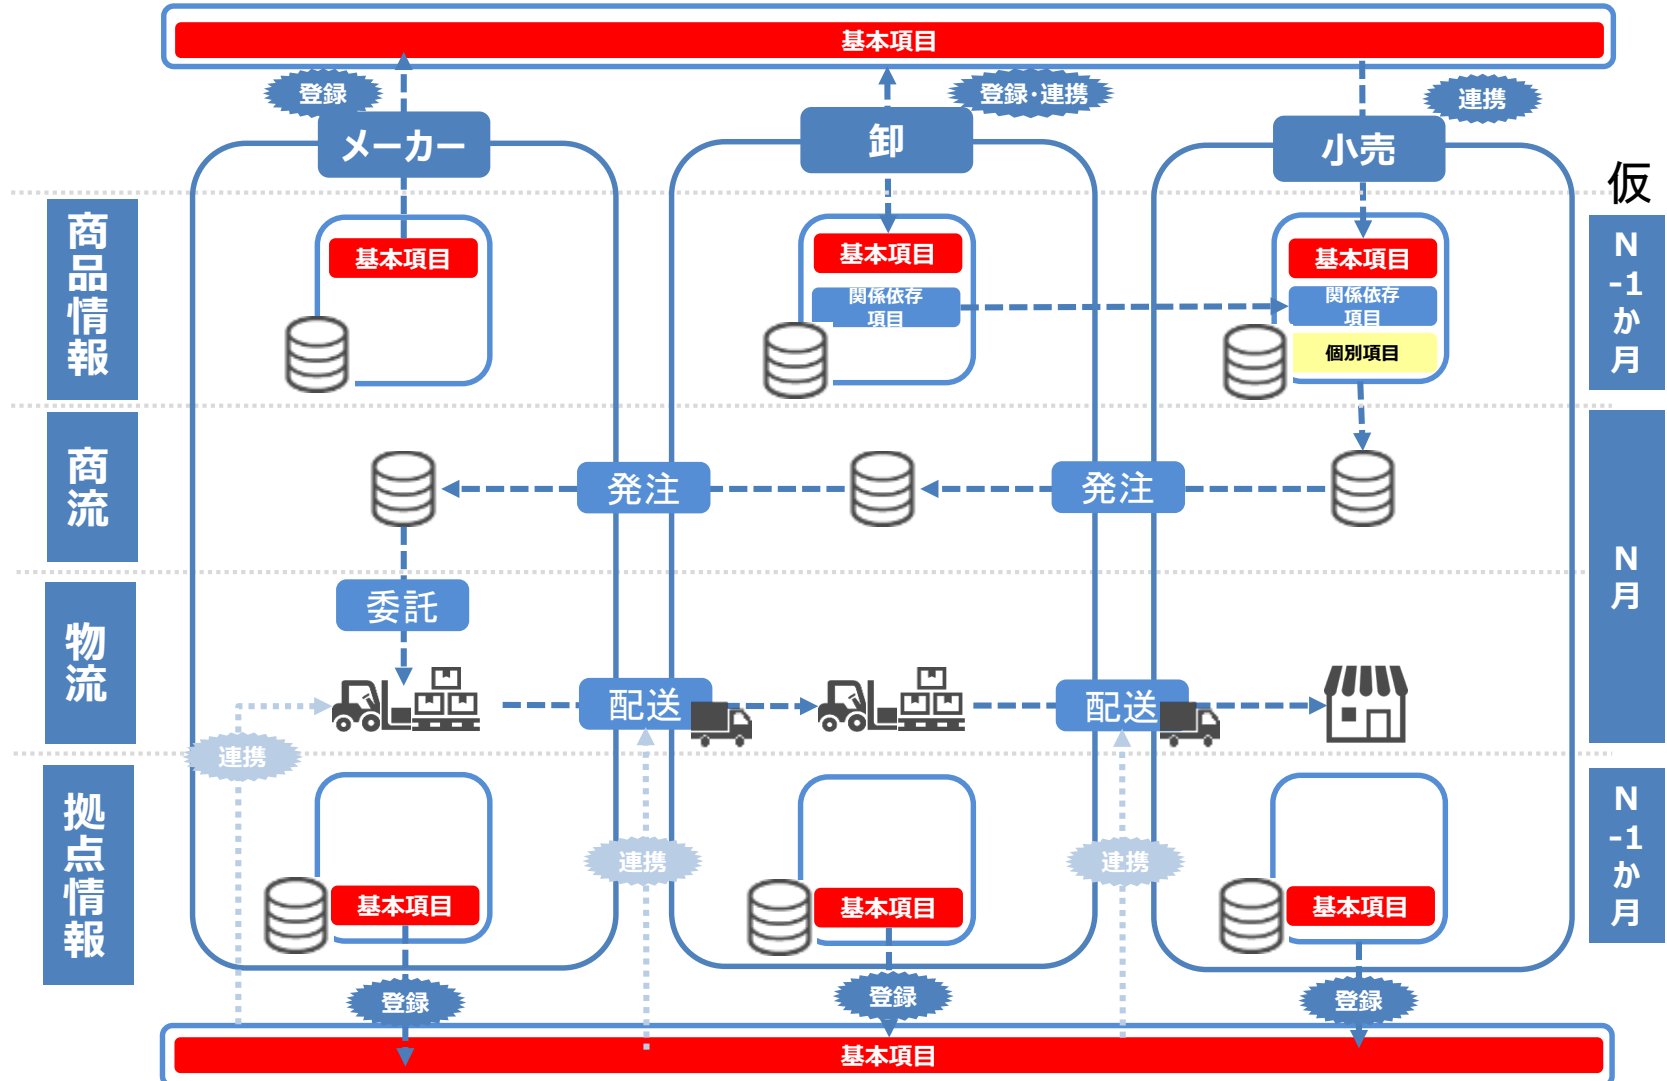 基本項目
登録
登録・連携
連携
メーカー
卸
小売
仮
商品情報
基本項目
基本項目
関係依存
項目
基本項目
関係依存
項目
個別項目
N
-1
か
月
商流
発注
発注
N
月
委託
物流
配送
配送
連携
拠点情報
連携
連携
N
-1
か
月
基本項目
基本項目
基本項目
登録
登録
登録
基本項目